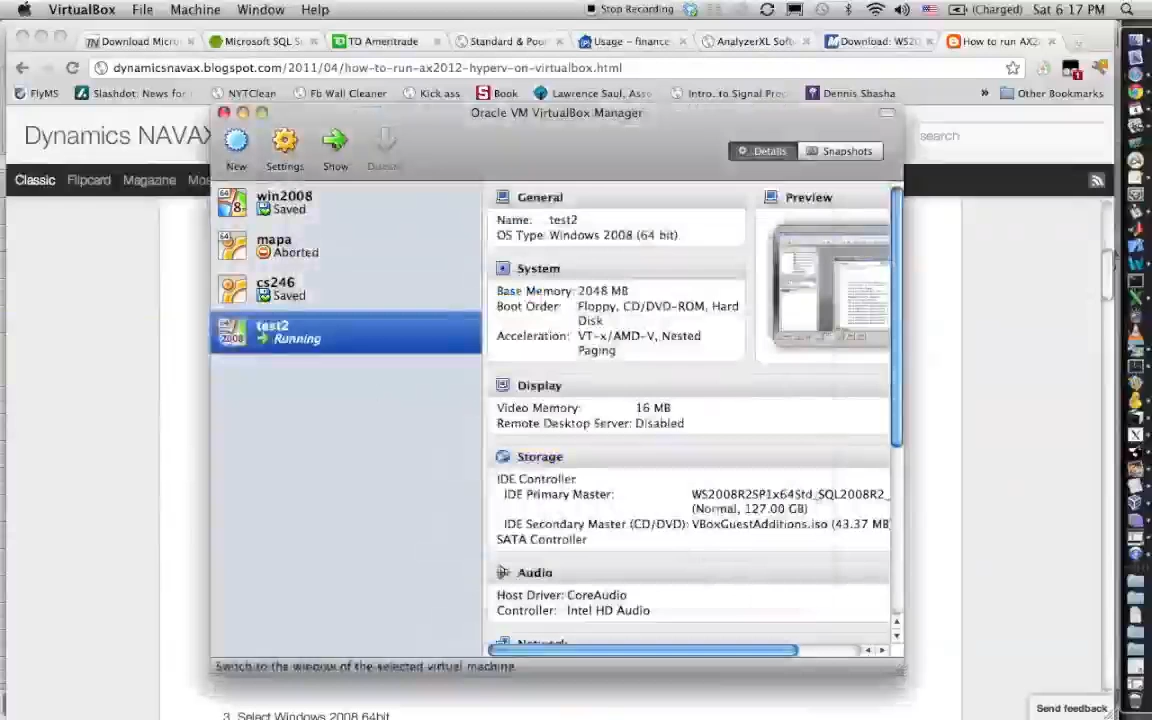 VirtualBox File Machine Window Help Stop Recording (Charged) Sat 6:17 PM
Download Micro Microsoft SQL S TD Ameritrade Standard & Poo Usage – finance AnalyzerXL Soft Download: WS20 How to run AX2
dynamicsnavax.blogspot.com/2011/04/how-to-run-ax2012-hyperv-on-virtualbox.html
FlyMS Slashdot: News for NYTClean Fb Wall Cleaner Kick ass Book Lawrence Saul, Asso Intro. to Signal Proc Dennis Shasha » Other Bookmarks
Dynamics NAVAX
search
Classic Flipcard Magazine Mos
Oracle VM VirtualBox Manager
New Settings Show
Details Snapshots
win2008
Saved
mapa
Aborted
cs246
Saved
test2
Running
General
Name: test2
OS Type: Windows 2008 (64 bit)
Preview
System
Base Memory: 2048 MB
Boot Order: Floppy, CD/DVD-ROM, Hard
Disk
Acceleration: VT-x/AMD-V, Nested
Paging
Display
Video Memory: 16 MB
Remote Desktop Server: Disabled
Storage
IDE Controller
IDE Primary Master: WS2008R2SP1x64Std_SQL2008R2_
(Normal, 127.00 GB)
IDE Secondary Master (CD/DVD): VBoxGuestAdditions.iso (43.37 MB
SATA Controller
Audio
Host Driver: CoreAudio
Controller: Intel HD Audio
Network
Switch to the window of the selected virtual machine
3. Select Windows 2008 64bit
Send feedback